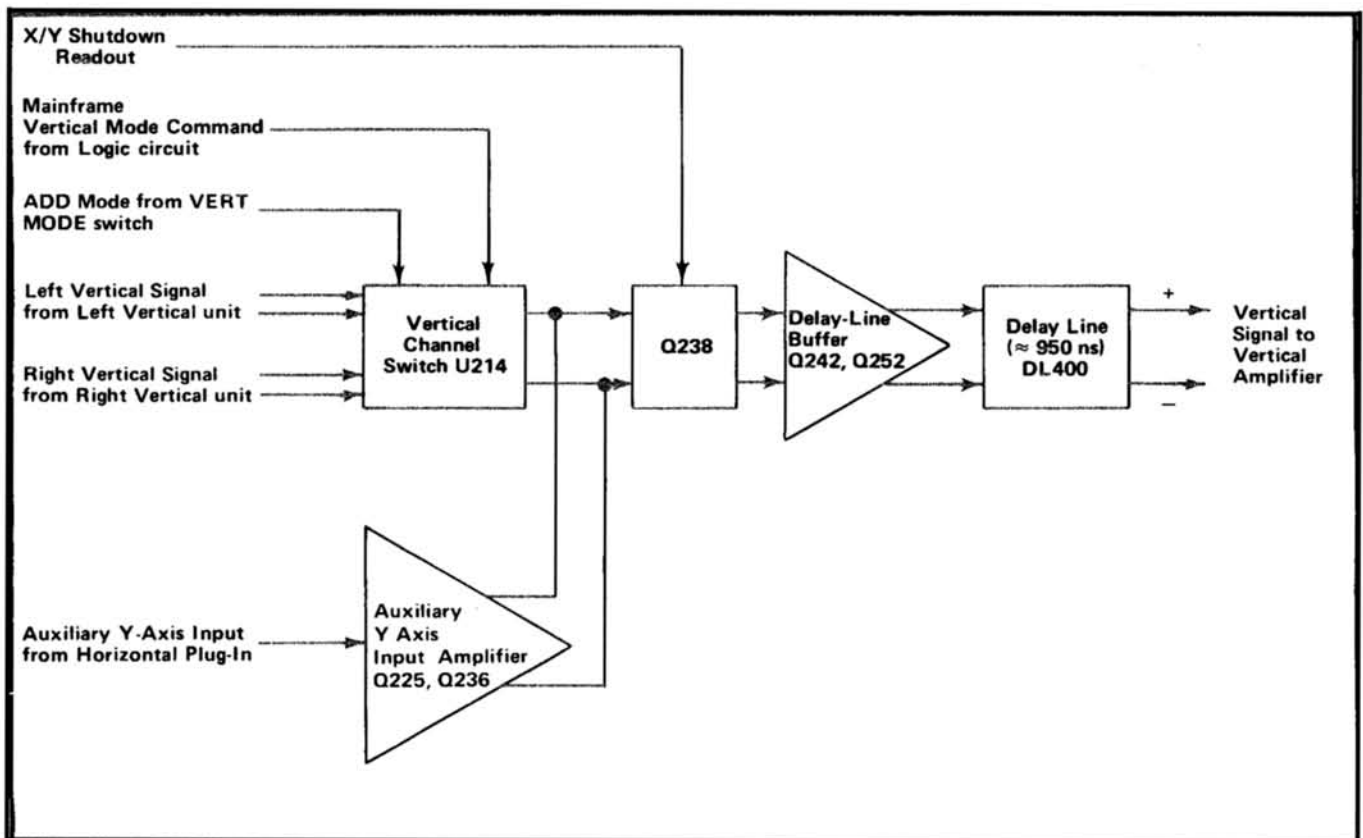 X/Y Shutdown
Readout
Mainframe
Vertical Mode Command
from Logic circuit
ADD Mode from VERT
MODE switch
Left Vertical Signal
from Left Vertical unit
Right Vertical Signal
from Right Vertical unit
Vertical
Channel
Switch U214
Q238
Delay-Line
Buffer
Q242, Q252
Delay Line
(≈ 950 ns)
DL400
+
−
Vertical
Signal to
Vertical
Amplifier
Auxiliary Y-Axis Input
from Horizontal Plug-In
Auxiliary
Y Axis
Input Amplifier
Q225, Q236